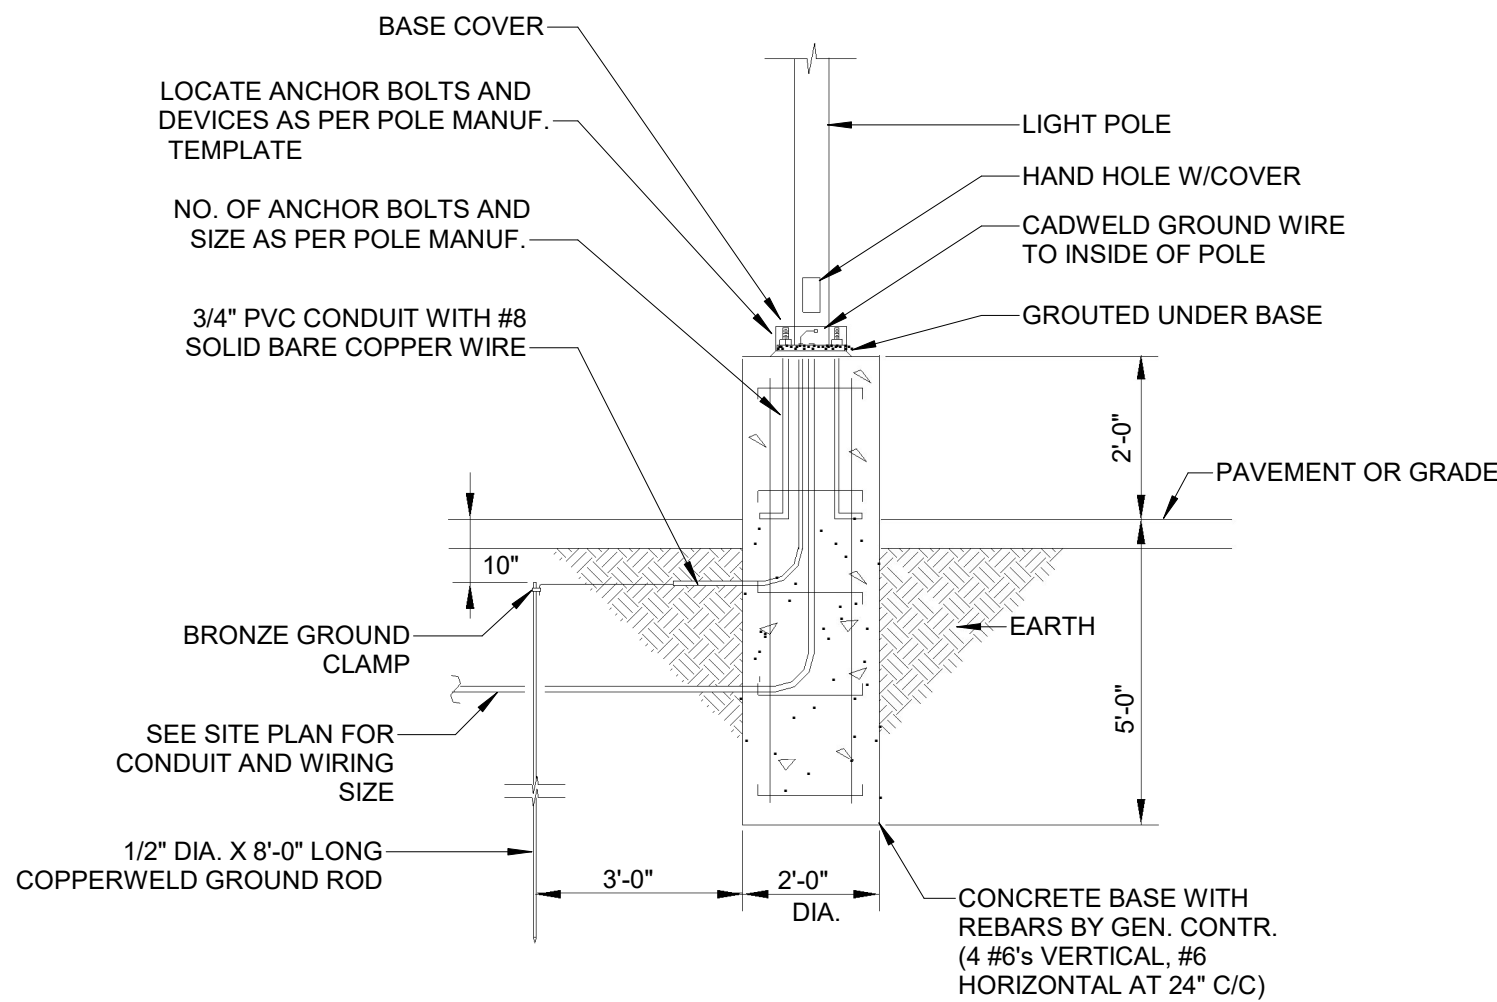 BASE COVER
LOCATE ANCHOR BOLTS AND
DEVICES AS PER POLE MANUF.
TEMPLATE
NO. OF ANCHOR BOLTS AND
SIZE AS PER POLE MANUF.
3/4" PVC CONDUIT WITH #8
SOLID BARE COPPER WIRE
10"
BRONZE GROUND
CLAMP
SEE SITE PLAN FOR
CONDUIT AND WIRING
SIZE
1/2" DIA. X 8'-0" LONG
COPPERWELD GROUND ROD
3'-0"
2'-0"
DIA.
LIGHT POLE
HAND HOLE W/COVER
CADWELD GROUND WIRE
TO INSIDE OF POLE
GROUTED UNDER BASE
2'-0"
PAVEMENT OR GRADE
EARTH
5'-0"
CONCRETE BASE WITH
REBARS BY GEN. CONTR.
(4 #6's VERTICAL, #6
HORIZONTAL AT 24" C/C)